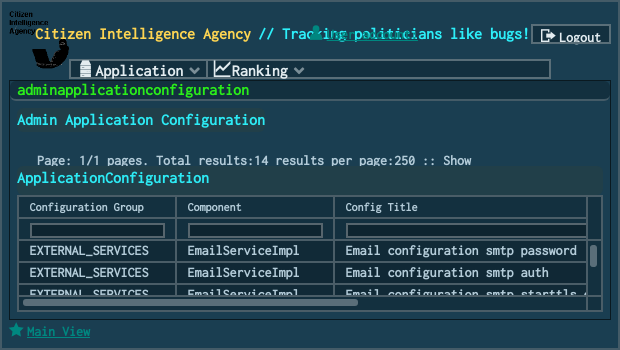 Citizen
Intelligence
Agency
Citizen Intelligence Agency // Tracking politicians like bugs!
Logout
Application
Ranking
adminapplicationconfiguration
Admin Application Configuration
Page: 1/1 pages. Total results:14 results per page:250 :: Show
ApplicationConfiguration
Configuration Group Component Config Title
EXTERNAL_SERVICES EmailServiceImpl Email configuration smtp password
EXTERNAL_SERVICES EmailServiceImpl Email configuration smtp auth
EXTERNAL_SERVICES EmailServiceImpl Email configuration smtp starttls
Main View